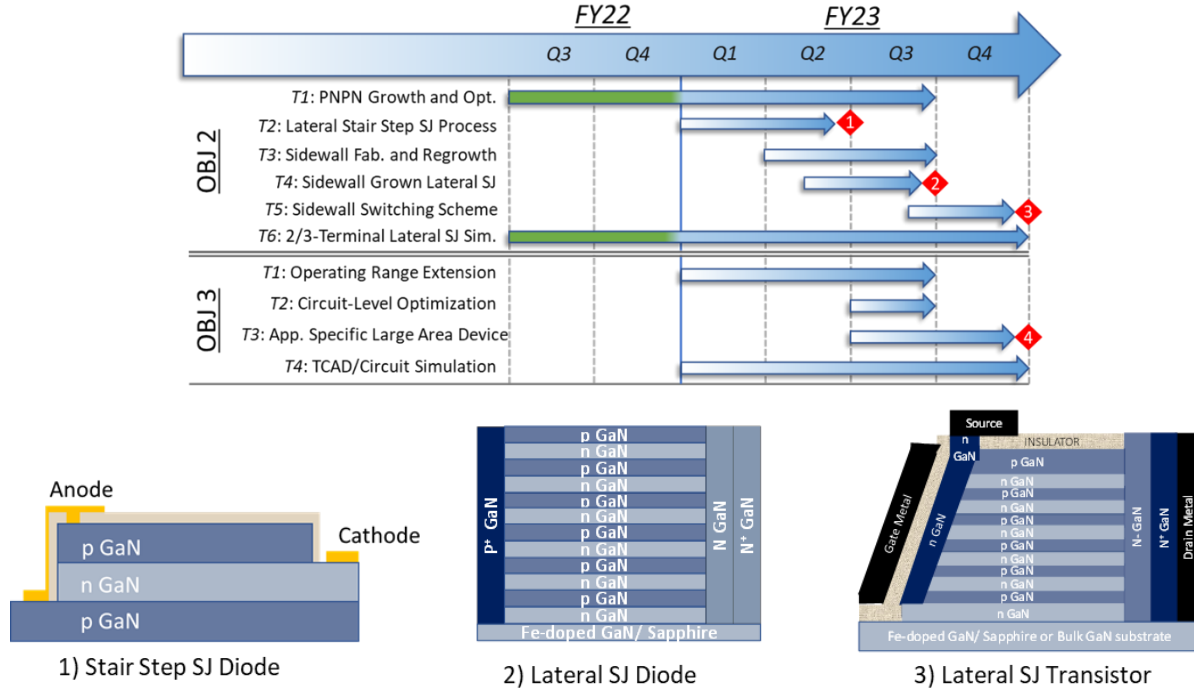 FY22 FY23
Q3 Q4 Q1 Q2 Q3 Q4
OBJ 2
T1: PNPN Growth and Opt.
T2: Lateral Stair Step SJ Process
1
T3: Sidewall Fab. and Regrowth
T4: Sidewall Grown Lateral SJ
2
T5: Sidewall Switching Scheme
3
T6: 2/3-Terminal Lateral SJ Sim.
OBJ 3
T1: Operating Range Extension
T2: Circuit-Level Optimization
T3: App. Specific Large Area Device
4
T4: TCAD/Circuit Simulation
Anode
Cathode
p GaN
n GaN
p GaN
1) Stair Step SJ Diode
P+ GaN
p GaN
n GaN
p GaN
n GaN
p GaN
n GaN
p GaN
n GaN
p GaN
n GaN
p GaN
n GaN
N GaN
N+ GaN
Fe-doped GaN/ Sapphire
2) Lateral SJ Diode
Source
n
GaN
INSULATOR
Gate Metal
n GaN
p GaN
n GaN
p GaN
n GaN
p GaN
n GaN
p GaN
n GaN
p GaN
n GaN
p GaN
n GaN
N- GaN
N+ GaN
Drain Metal
Fe-doped GaN/ Sapphire or Bulk GaN substrate
3) Lateral SJ Transistor